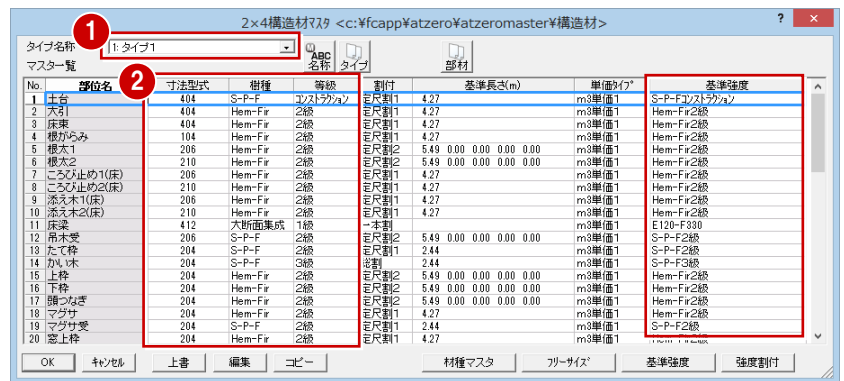 2×4構造材ﾏｽﾀ <c:¥fcapp¥atzero¥atzeromaster¥構造材>
? ×
タイプ名称 1: タイプ1
ABC
名称 タイプ 部材
マスタ一覧
1
2
No. 部位名 寸法型式 樹種 等級 割付 基準長さ(m) 単価ﾀｲﾌﾟ 基準強度
1 土台 404 S-P-F ｺﾝｽﾄﾗｸｼｮﾝ 定尺割1 4.27 m3単価1 S-P-Fｺﾝｽﾄﾗｸｼｮﾝ
2 大引 404 Hem-Fir 2級 定尺割1 4.27 m3単価1 Hem-Fir2級
3 床束 404 Hem-Fir 2級 定尺割1 4.27 m3単価1 Hem-Fir2級
4 根がらみ 104 Hem-Fir 2級 定尺割1 4.27 m3単価1 Hem-Fir2級
5 根太1 206 Hem-Fir 2級 定尺割2 5.49 0.00 0.00 0.00 0.00 m3単価1 Hem-Fir2級
6 根太2 210 Hem-Fir 2級 定尺割2 5.49 0.00 0.00 0.00 0.00 m3単価1 Hem-Fir2級
7 ころび止め1(床) 206 Hem-Fir 2級 定尺割1 4.27 m3単価1 Hem-Fir2級
8 ころび止め2(床) 210 Hem-Fir 2級 定尺割1 4.27 m3単価1 Hem-Fir2級
9 添え木1(床) 206 Hem-Fir 2級 定尺割1 4.27 m3単価1 Hem-Fir2級
10 添え木2(床) 210 Hem-Fir 2級 定尺割1 4.27 m3単価1 Hem-Fir2級
11 床梁 412 大断面集成 1級 一本割 m3単価1 E120-F330
12 吊木受 206 S-P-F 2級 定尺割2 5.49 0.00 0.00 0.00 0.00 m3単価1 S-P-F2級
13 たて枠 204 S-P-F 2級 定尺割1 2.44 m3単価1 S-P-F2級
14 かい木 204 S-P-F 3級 総割 2.44 m3単価1 S-P-F3級
15 上枠 204 Hem-Fir 2級 定尺割2 5.49 0.00 0.00 0.00 0.00 m3単価1 Hem-Fir2級
16 下枠 204 Hem-Fir 2級 定尺割2 5.49 0.00 0.00 0.00 0.00 m3単価1 Hem-Fir2級
17 頭つなぎ 204 Hem-Fir 2級 定尺割2 5.49 0.00 0.00 0.00 0.00 m3単価1 Hem-Fir2級
18 マグサ 204 Hem-Fir 2級 定尺割1 4.27 m3単価1 Hem-Fir2級
19 マグサ受 204 S-P-F 2級 定尺割1 2.44 m3単価1 S-P-F2級
20 窓上枠 204 Hem-Fir 2級 定尺割1 4.27 m3単価1 Hem-Fir2級
OK ｷｬﾝｾﾙ 上書 編集 コピー 材種マスタ ﾌﾘｰｻｲｽﾞ 基準強度 強度割付